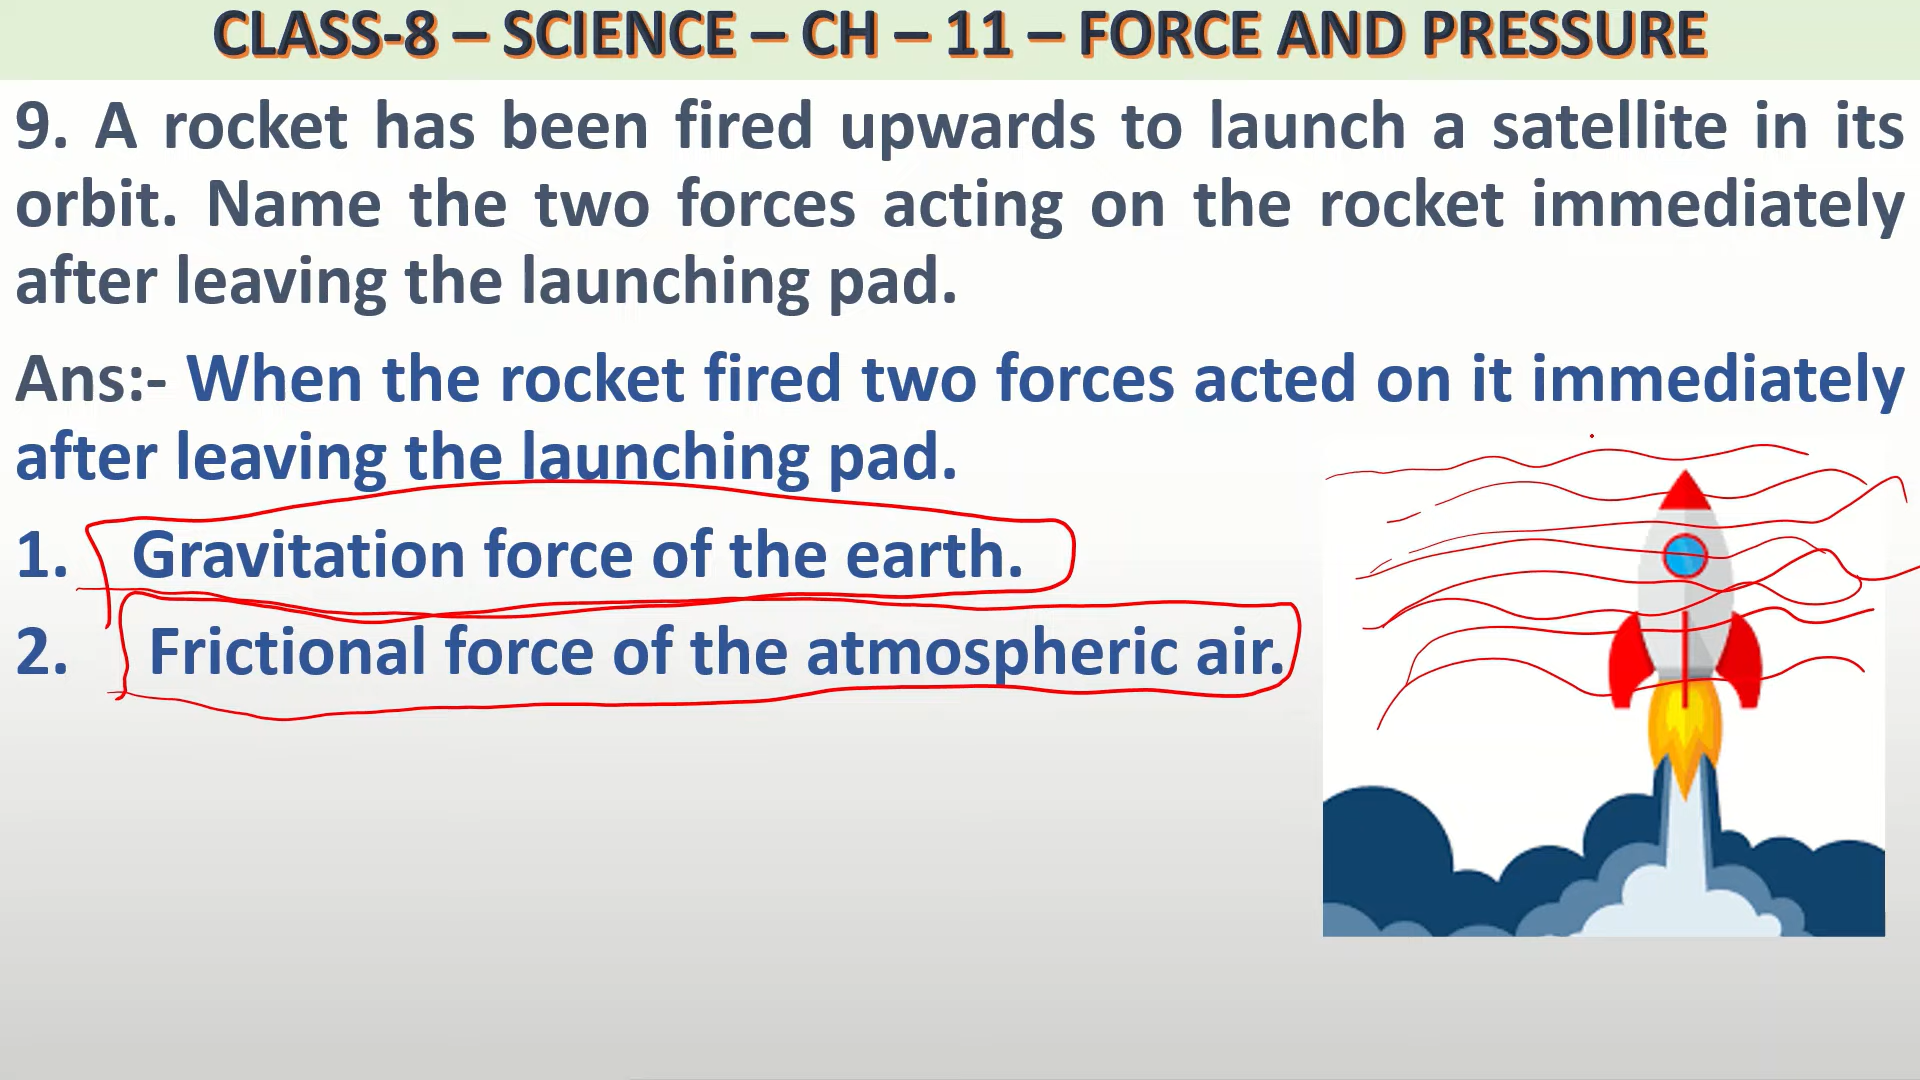 CLASS-8 – SCIENCE – CH – 11 – FORCE AND PRESSURE
9. A rocket has been fired upwards to launch a satellite in its
orbit. Name the two forces acting on the rocket immediately
after leaving the launching pad.
Ans:- When the rocket fired two forces acted on it immediately
after leaving the launching pad.
1. Gravitation force of the earth.
2. Frictional force of the atmospheric air.